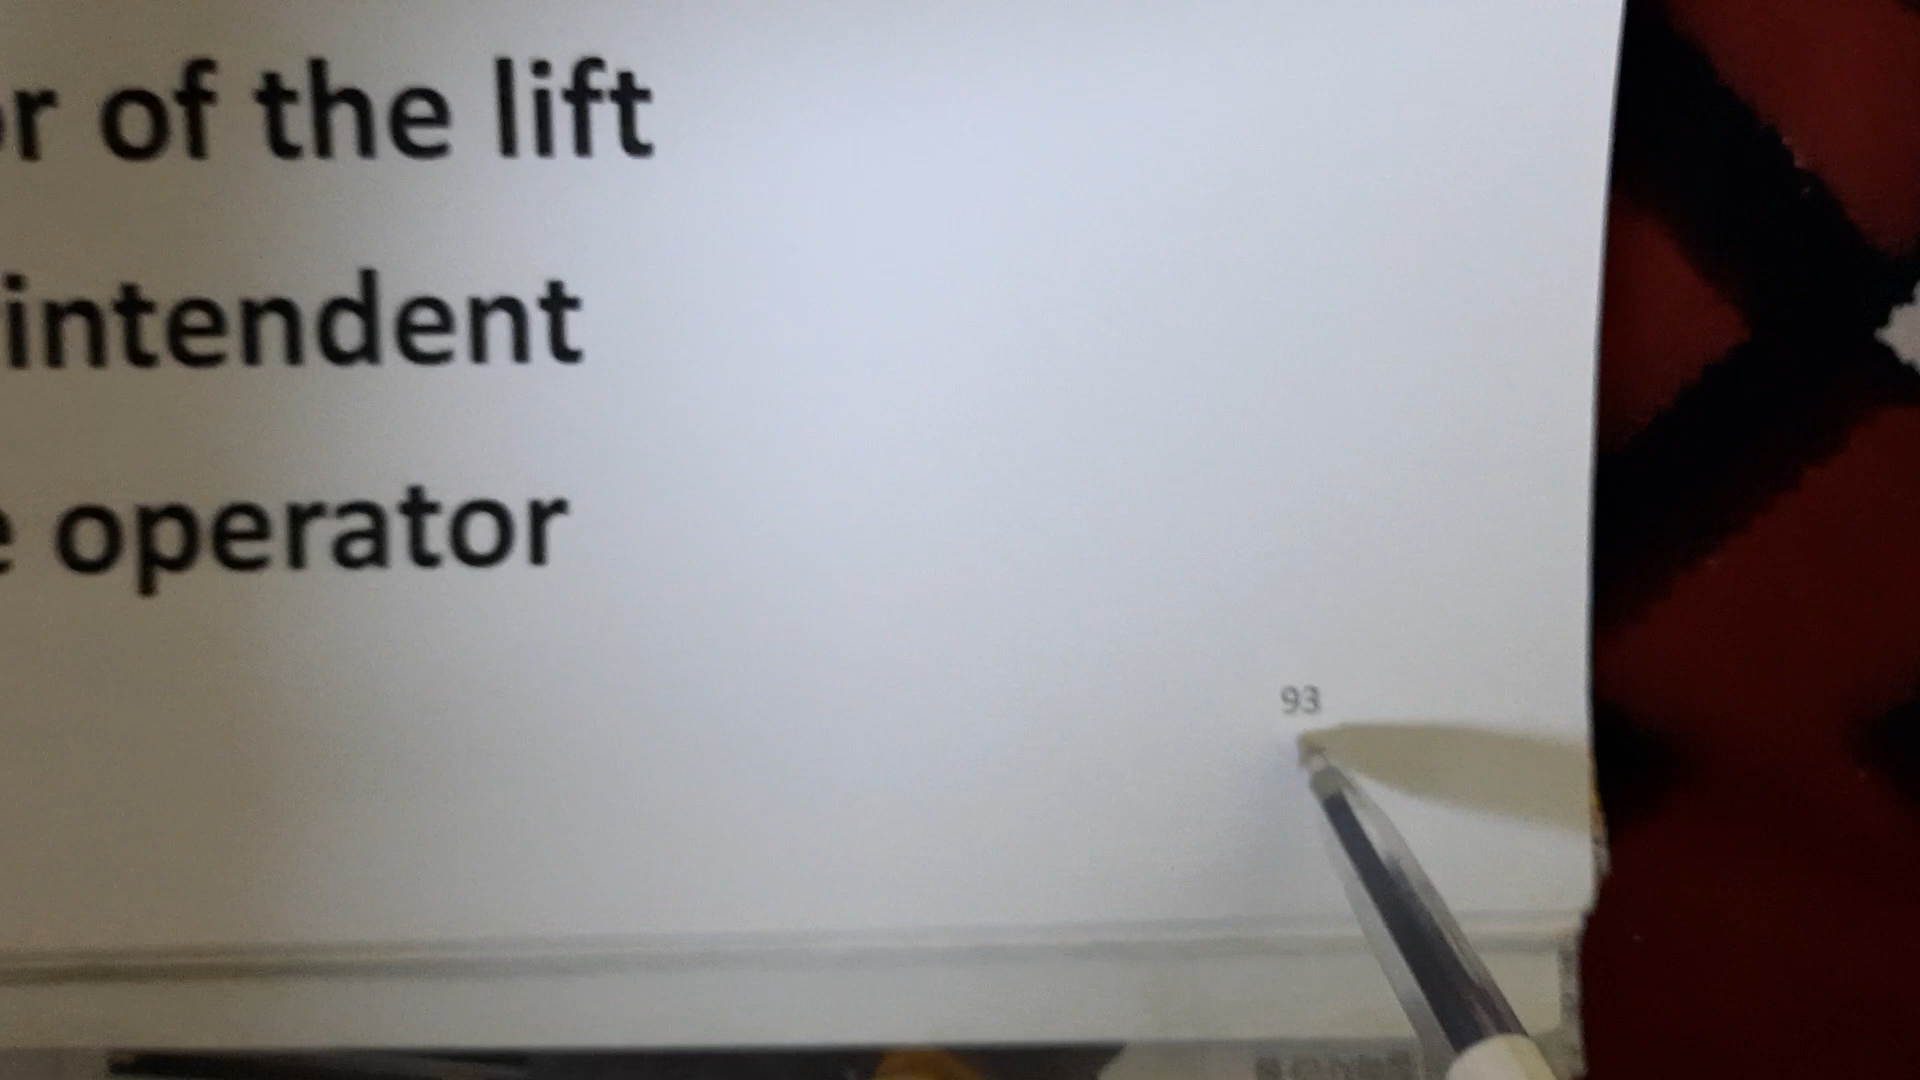 r of the lift
intendent
operator
93